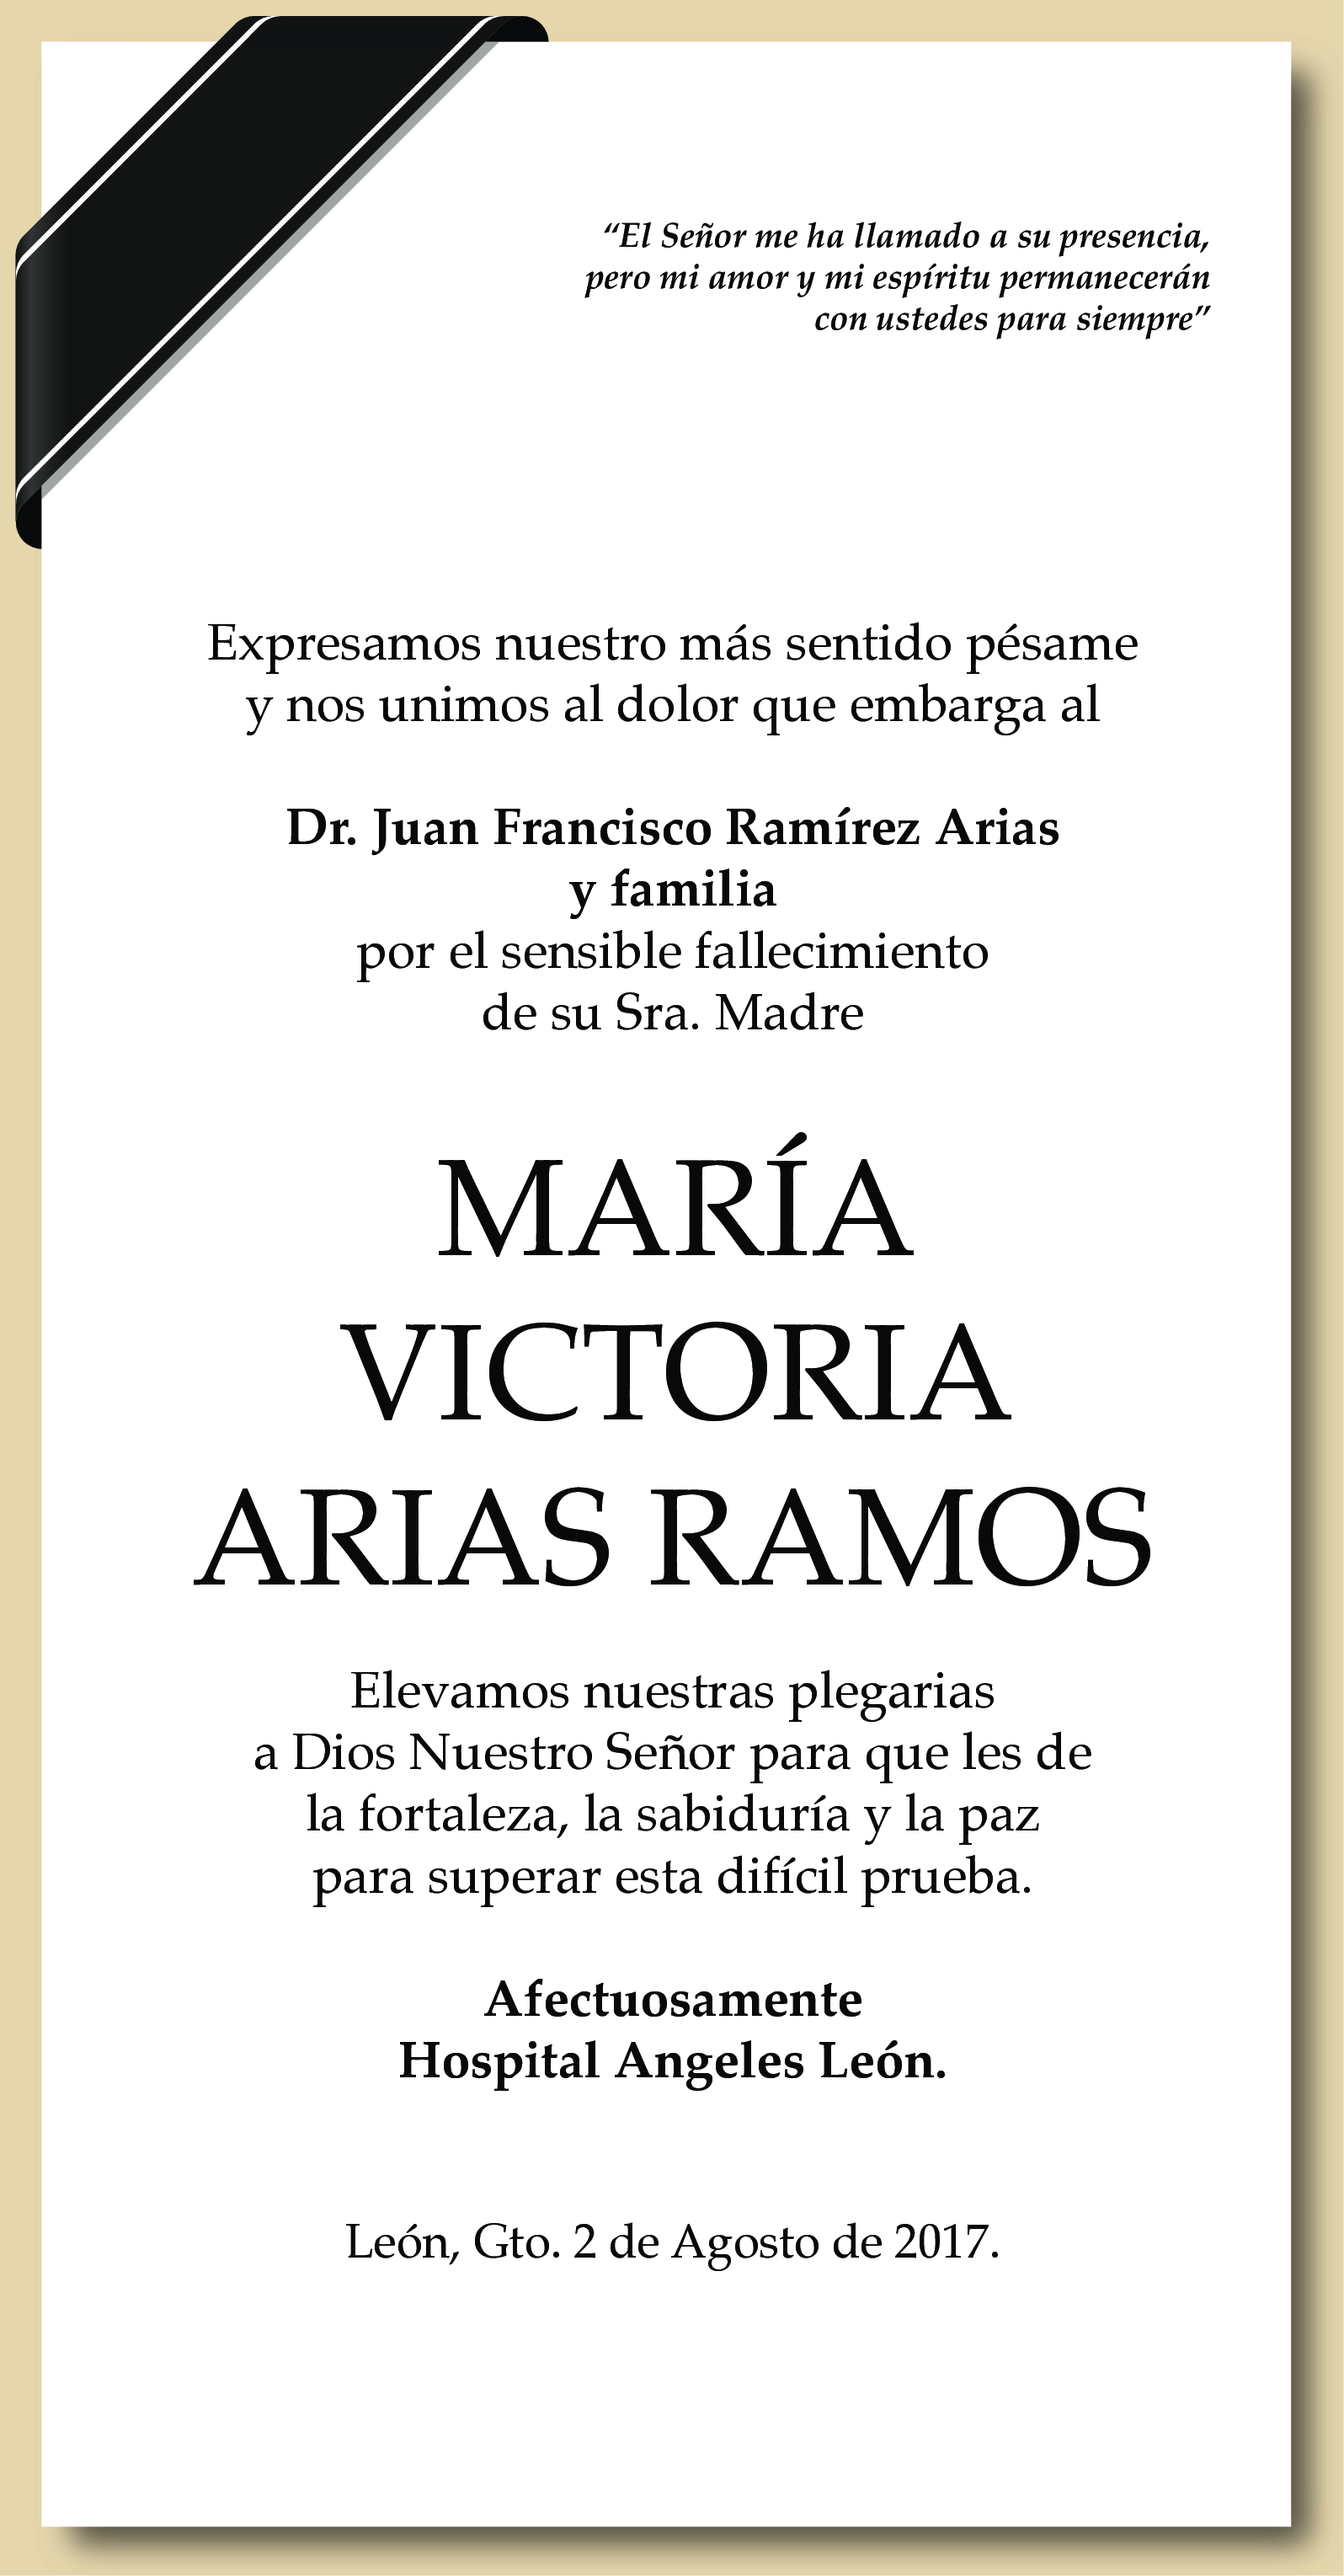 “El Señor me ha llamado a su presencia,
pero mi amor y mi espíritu permanecerán
con ustedes para siempre”
Expresamos nuestro más sentido pésame
y nos unimos al dolor que embarga al
Dr. Juan Francisco Ramírez Arias
y familia
por el sensible fallecimiento
de su Sra. Madre
MARÍA
VICTORIA
ARIAS RAMOS
Elevamos nuestras plegarias
a Dios Nuestro Señor para que les de
la fortaleza, la sabiduría y la paz
para superar esta difícil prueba.
Afectuosamente
Hospital Angeles León.
León, Gto. 2 de Agosto de 2017.